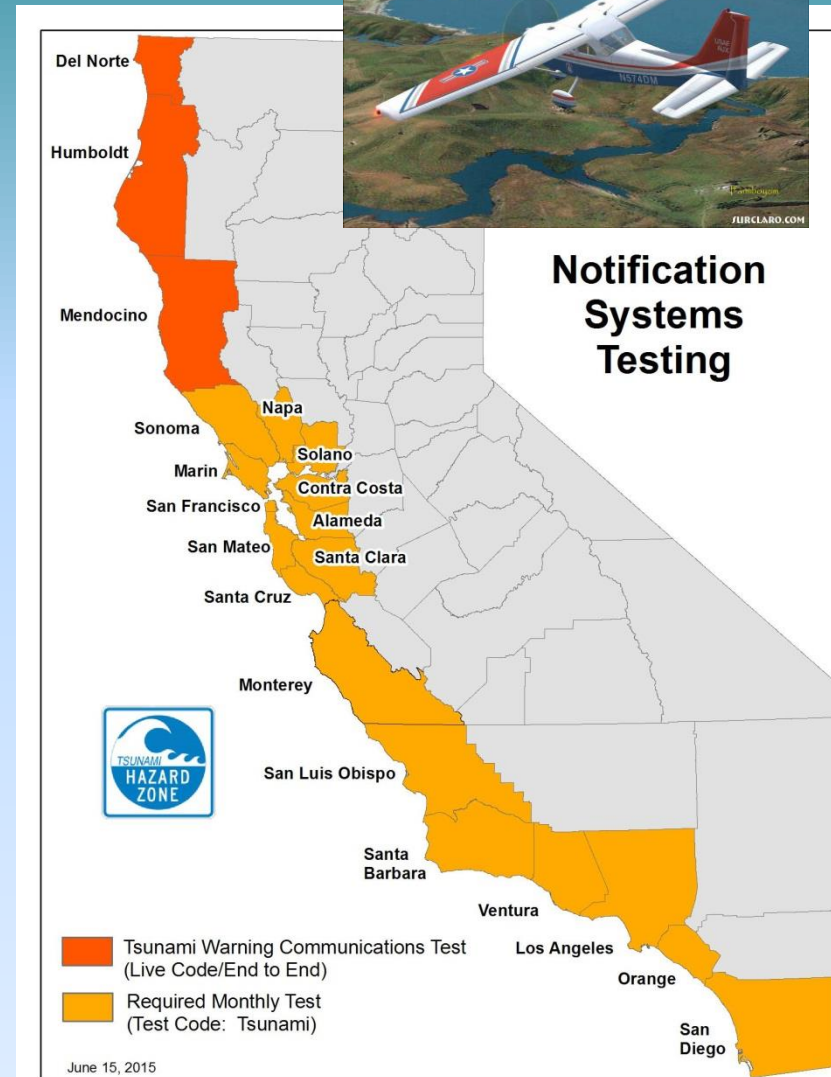 USAF
AUX
N574DM
SURCLARO.COM
Notification
Systems
Testing
Del Norte
Humboldt
Mendocino
Napa
Sonoma
Solano
Marin
Contra Costa
San Francisco
Alameda
San Mateo
Santa Clara
Santa Cruz
Monterey
TSUNAMI
HAZARD
ZONE
San Luis Obispo
Santa
Barbara
Ventura
Los Angeles
Orange
San
Diego
Tsunami Warning Communications Test
(Live Code/End to End)
Required Monthly Test
(Test Code: Tsunami)
June 15, 2015